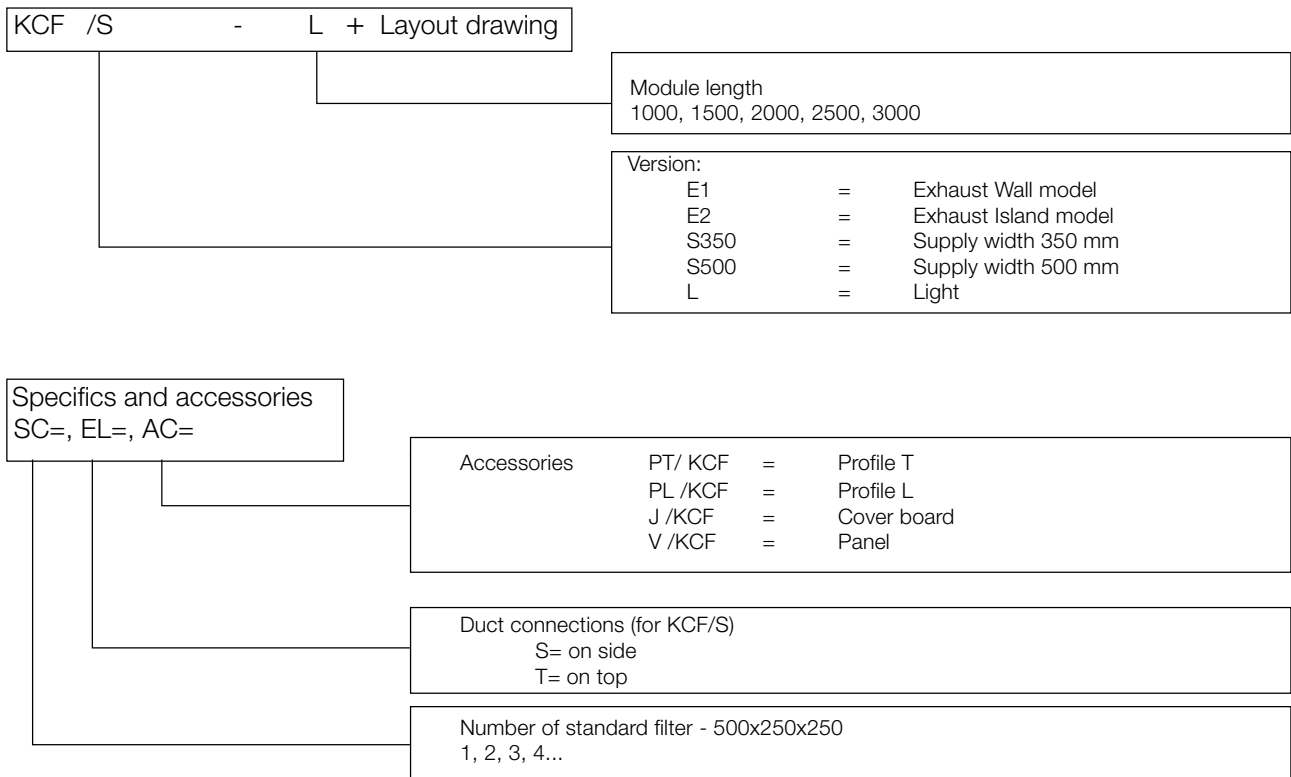 KCF /S - L + Layout drawing
Module length
1000, 1500, 2000, 2500, 3000
Version:
E1 = Exhaust Wall model
E2 = Exhaust Island model
S350 = Supply width 350 mm
S500 = Supply width 500 mm
L = Light
Specifics and accessories
SC=, EL=, AC=
Accessories PT/ KCF = Profile T
PL /KCF = Profile L
J /KCF = Cover board
V /KCF = Panel
Duct connections (for KCF/S)
S= on side
T= on top
Number of standard filter - 500x250x250
1, 2, 3, 4...